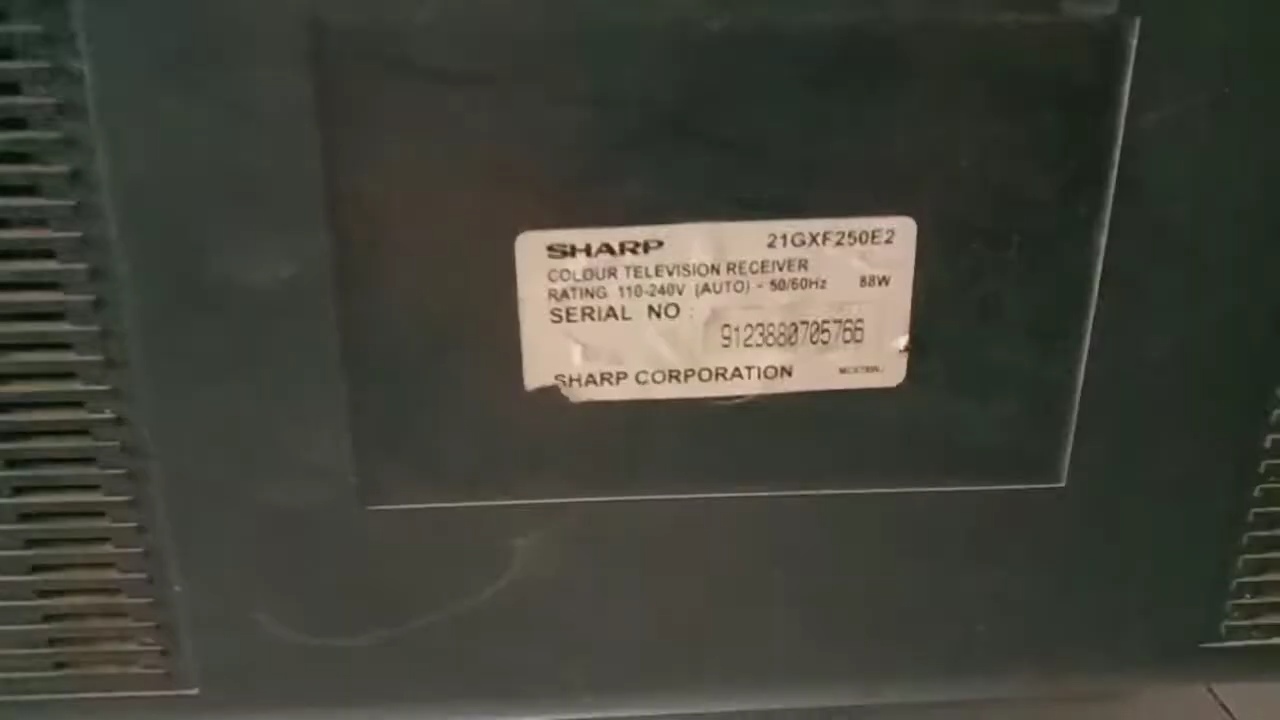 SHARP 21GXF250E2
COLOUR TELEVISION RECEIVER
RATING 110-240V (AUTO) ~ 50/60Hz 88W
SERIAL NO :
9123880705766
SHARP CORPORATION